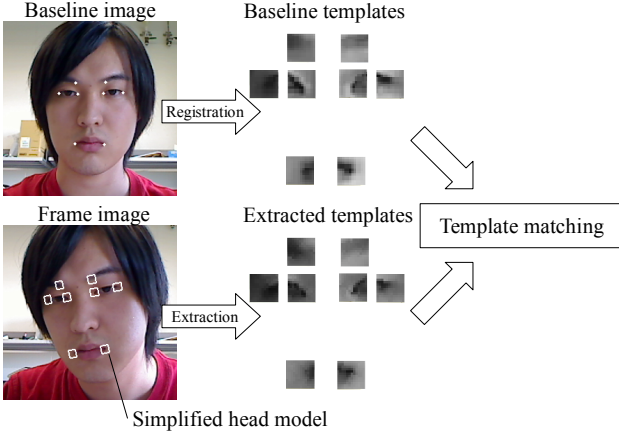 Baseline image
Baseline templates
Registration
Frame image
Extracted templates
Template matching
Extraction
Simplified head model